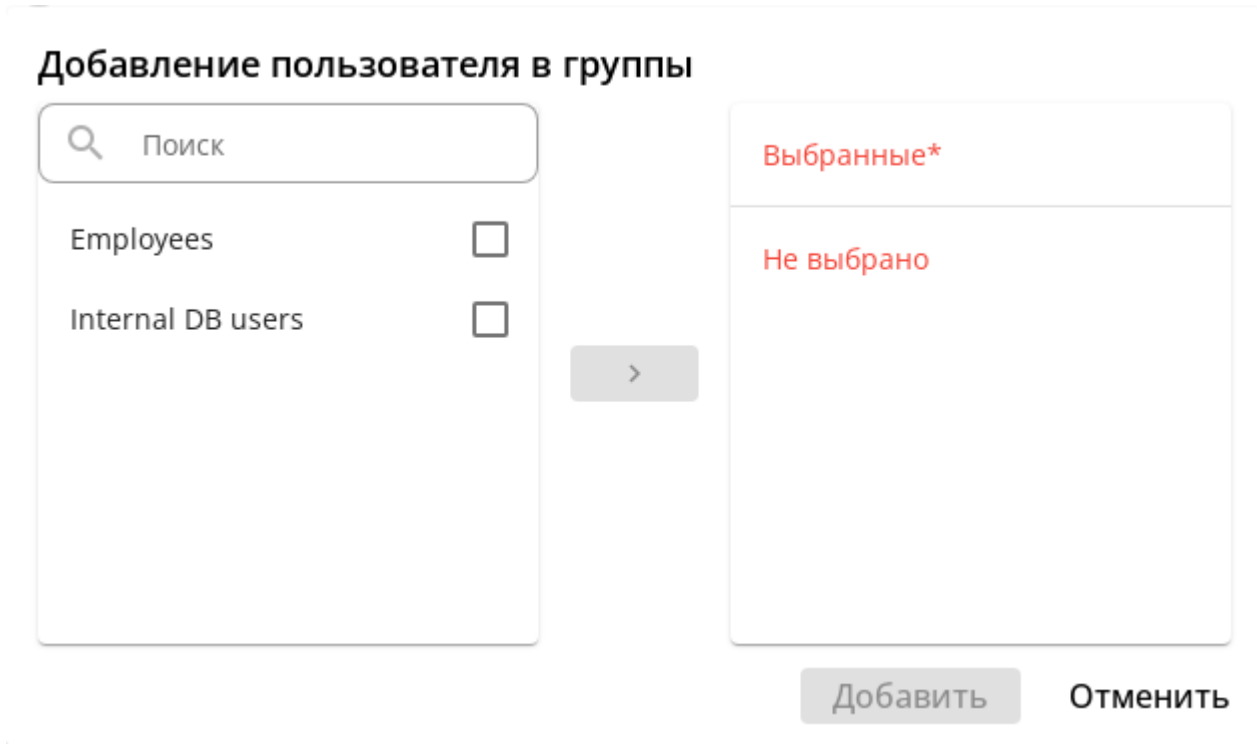 Добавление пользователя в группы
Поиск
Employees
Internal DB users
Выбранные*
Не выбрано
Добавить
Отменить